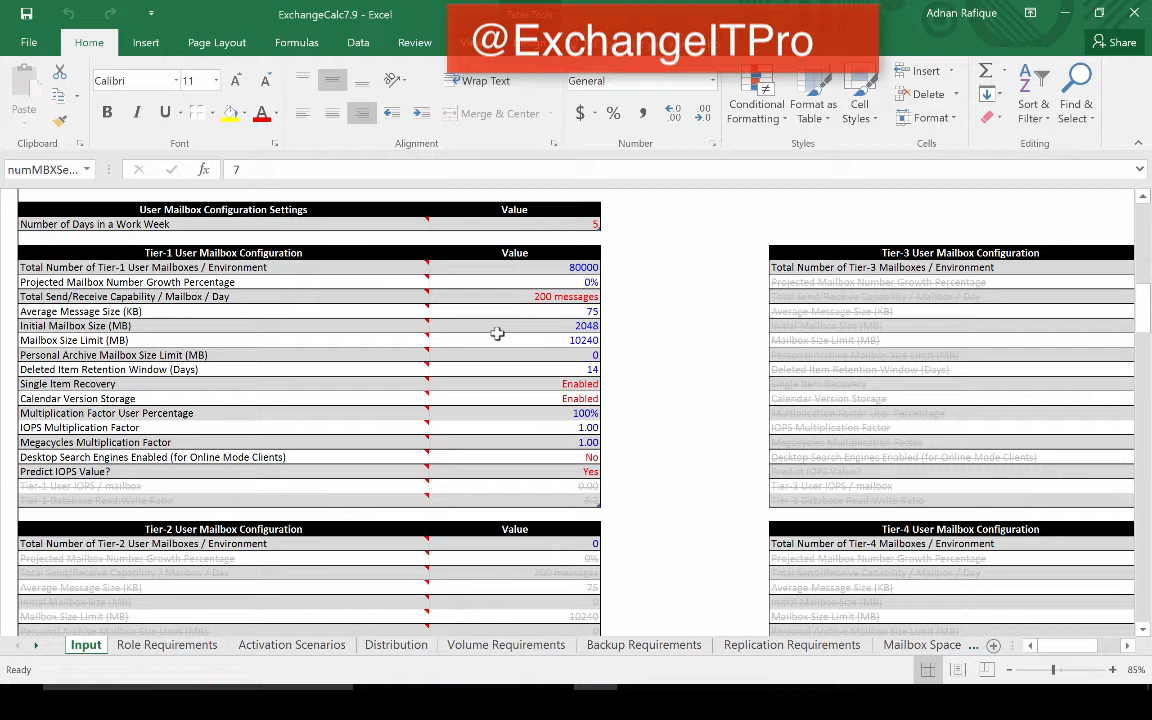 ExchangeCalc7.9 - Excel
Adnan Rafique
@ExchangeITPro
File
Home
Insert
Page Layout
Formulas
Data
Review
Share
Paste
Clipboard
Calibri
11
B I U
Font
Wrap Text
Merge & Center
Alignment
General
$ % ,
Number
Conditional Formatting
Format as Table
Cell Styles
Styles
Insert
Delete
Format
Cells
Sort & Filter
Find & Select
Editing
numMBXSe...
fx
7
User Mailbox Configuration Settings Value
Number of Days in a Work Week 5
Tier-1 User Mailbox Configuration Value
Total Number of Tier-1 User Mailboxes / Environment 80000
Projected Mailbox Number Growth Percentage 0%
Total Send/Receive Capability / Mailbox / Day 200 messages
Average Message Size (KB) 75
Initial Mailbox Size (MB) 2048
Mailbox Size Limit (MB) 10240
Personal Archive Mailbox Size Limit (MB) 0
Deleted Item Retention Window (Days) 14
Single Item Recovery Enabled
Calendar Version Storage Enabled
Multiplication Factor User Percentage 100%
IOPS Multiplication Factor 1.00
Megacycles Multiplication Factor 1.00
Desktop Search Engines Enabled (for Online Mode Clients) No
Predict IOPS Value? Yes
Tier-1 User IOPS / mailbox 0.00
Tier-1 Database Read:Write Ratio 3:2
Tier-2 User Mailbox Configuration Value
Total Number of Tier-2 User Mailboxes / Environment 0
Projected Mailbox Number Growth Percentage 0%
Total Send/Receive Capability / Mailbox / Day 200 messages
Average Message Size (KB) 75
Initial Mailbox Size (MB) 0
Mailbox Size Limit (MB) 10240
Personal Archive Mailbox Size Limit (MB) 0
Tier-3 User Mailbox Configuration
Total Number of Tier-3 Mailboxes / Environment
Projected Mailbox Number Growth Percentage
Total Send/Receive Capability / Mailbox / Day
Average Message Size (KB)
Initial Mailbox Size (MB)
Mailbox Size Limit (MB)
Personal Archive Mailbox Size Limit (MB)
Deleted Item Retention Window (Days)
Single Item Recovery
Calendar Version Storage
Multiplication Factor User Percentage
IOPS Multiplication Factor
Megacycles Multiplication Factor
Desktop Search Engines Enabled (for Online Mode Clients)
Predict IOPS Value?
Tier-3 User IOPS / mailbox
Tier-3 Database Read:Write Ratio
Tier-4 User Mailbox Configuration
Total Number of Tier-4 Mailboxes / Environment
Projected Mailbox Number Growth Percentage
Total Send/Receive Capability / Mailbox / Day
Average Message Size (KB)
Initial Mailbox Size (MB)
Mailbox Size Limit (MB)
Personal Archive Mailbox Size Limit (MB)
Input
Role Requirements
Activation Scenarios
Distribution
Volume Requirements
Backup Requirements
Replication Requirements
Mailbox Space ...
Ready
85%